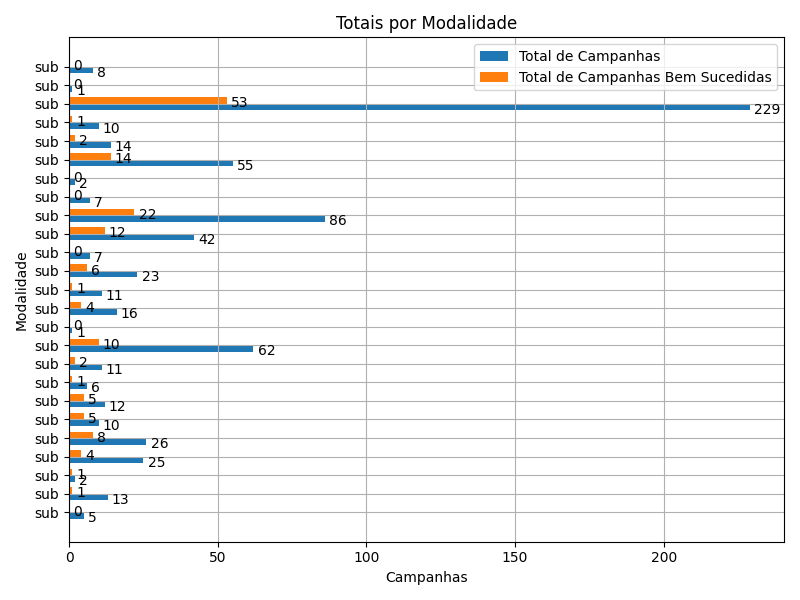 Totais por Modalidade
Total de Campanhas
Total de Campanhas Bem Sucedidas
Modalidade
sub 0
8
sub 0
1
sub 53
229
sub 1
10
sub 2
14
sub 14
55
sub 0
2
sub 0
7
sub 22
86
sub 12
42
sub 0
7
sub 6
23
sub 1
11
sub 4
16
sub 0
1
sub 10
62
sub 2
11
sub 1
6
sub 5
12
sub 5
10
sub 8
26
sub 4
25
sub 1
2
sub 1
13
sub 0
5
0 50 100 150 200
Campanhas